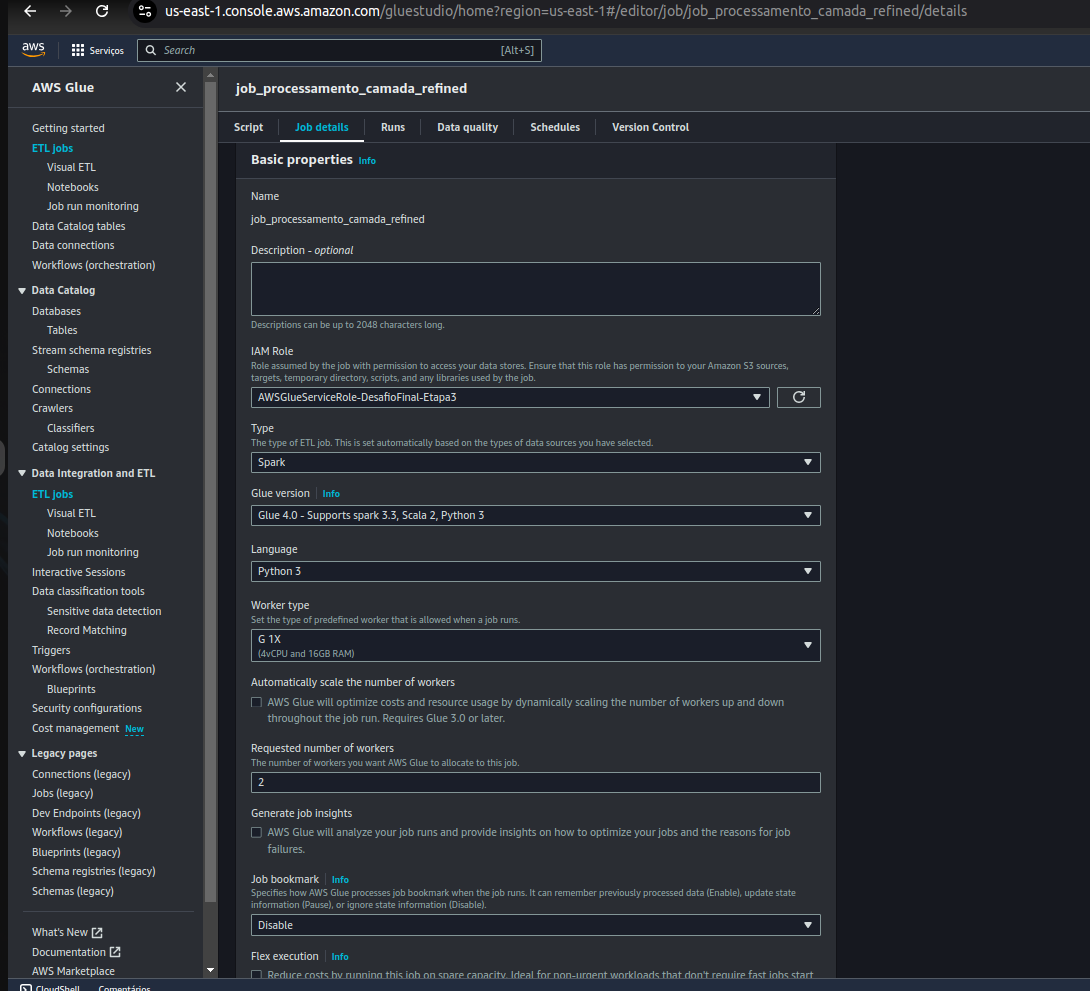 us-east-1.console.aws.amazon.com/gluestudio/home?region=us-east-1#/editor/job/job_processamento_camada_refined/details
aws
Serviços
Search
[Alt+S]
AWS Glue
Getting started
ETL jobs
Visual ETL
Notebooks
Job run monitoring
Data Catalog tables
Data connections
Workflows (orchestration)
Data Catalog
Databases
Tables
Stream schema registries
Schemas
Connections
Crawlers
Classifiers
Catalog settings
Data Integration and ETL
ETL jobs
Visual ETL
Notebooks
Job run monitoring
Interactive Sessions
Data classification tools
Sensitive data detection
Record Matching
Triggers
Workflows (orchestration)
Blueprints
Security configurations
Cost management New
Legacy pages
Connections (legacy)
Jobs (legacy)
Dev Endpoints (legacy)
Workflows (legacy)
Blueprints (legacy)
Schema registries (legacy)
Schemas (legacy)
What's New
Documentation
AWS Marketplace
job_processamento_camada_refined
Script
Job details
Runs
Data quality
Schedules
Version Control
Basic properties Info
Name
job_processamento_camada_refined
Description - optional
Descriptions can be up to 2048 characters long.
IAM Role
Role assumed by the job with permission to access your data stores. Ensure that this role has permission to your Amazon S3 sources,
targets, temporary directory, scripts, and any libraries used by the job.
AWSGlueServiceRole-DesafioFinal-Etapa3
Type
The type of ETL job. This is set automatically based on the types of data sources you have selected.
Spark
Glue version Info
Glue 4.0 - Supports spark 3.3, Scala 2, Python 3
Language
Python 3
Worker type
Set the type of predefined worker that is allowed when a job runs.
G 1X
(4vCPU and 16GB RAM)
Automatically scale the number of workers
AWS Glue will optimize costs and resource usage by dynamically scaling the number of workers up and down
throughout the job run. Requires Glue 3.0 or later.
Requested number of workers
The number of workers you want AWS Glue to allocate to this job.
2
Generate job insights
AWS Glue will analyze your job runs and provide insights on how to optimize your jobs and the reasons for job
failures.
Job bookmark Info
Specifies how AWS Glue processes job bookmark when the job runs. It can remember previously processed data (Enable), update state
information (Pause), or ignore state information (Disable).
Disable
Flex execution Info
Reduce costs by running this job on spare capacity. Ideal for non-urgent workloads that don't require fast jobs start
CloudShell
Comentários